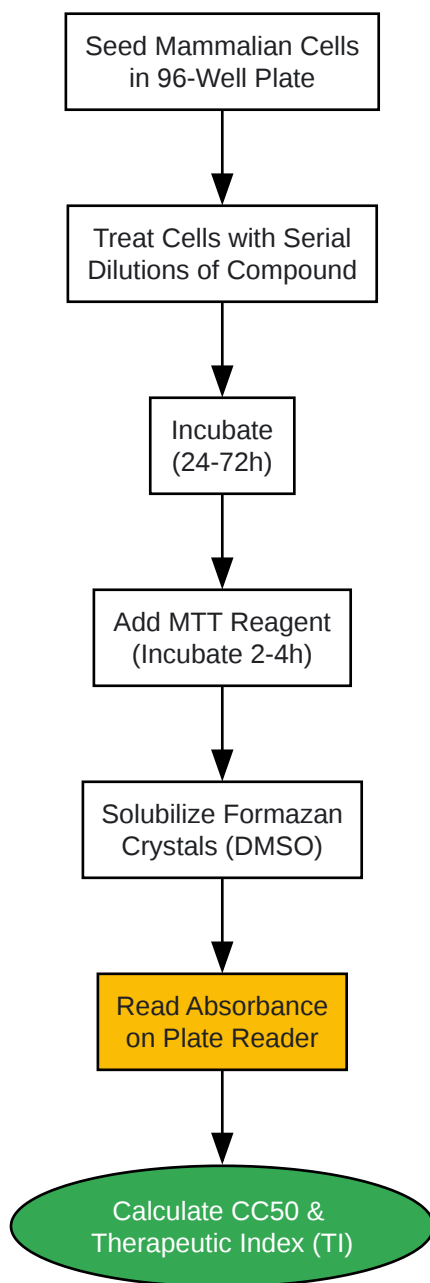 Seed Mammalian Cells
in 96-Well Plate
Treat Cells with Serial
Dilutions of Compound
Incubate
(24-72h)
Add MTT Reagent
(Incubate 2-4h)
Solubilize Formazan
Crystals (DMSO)
Read Absorbance
on Plate Reader
Calculate CC50 &
Therapeutic Index (TI)